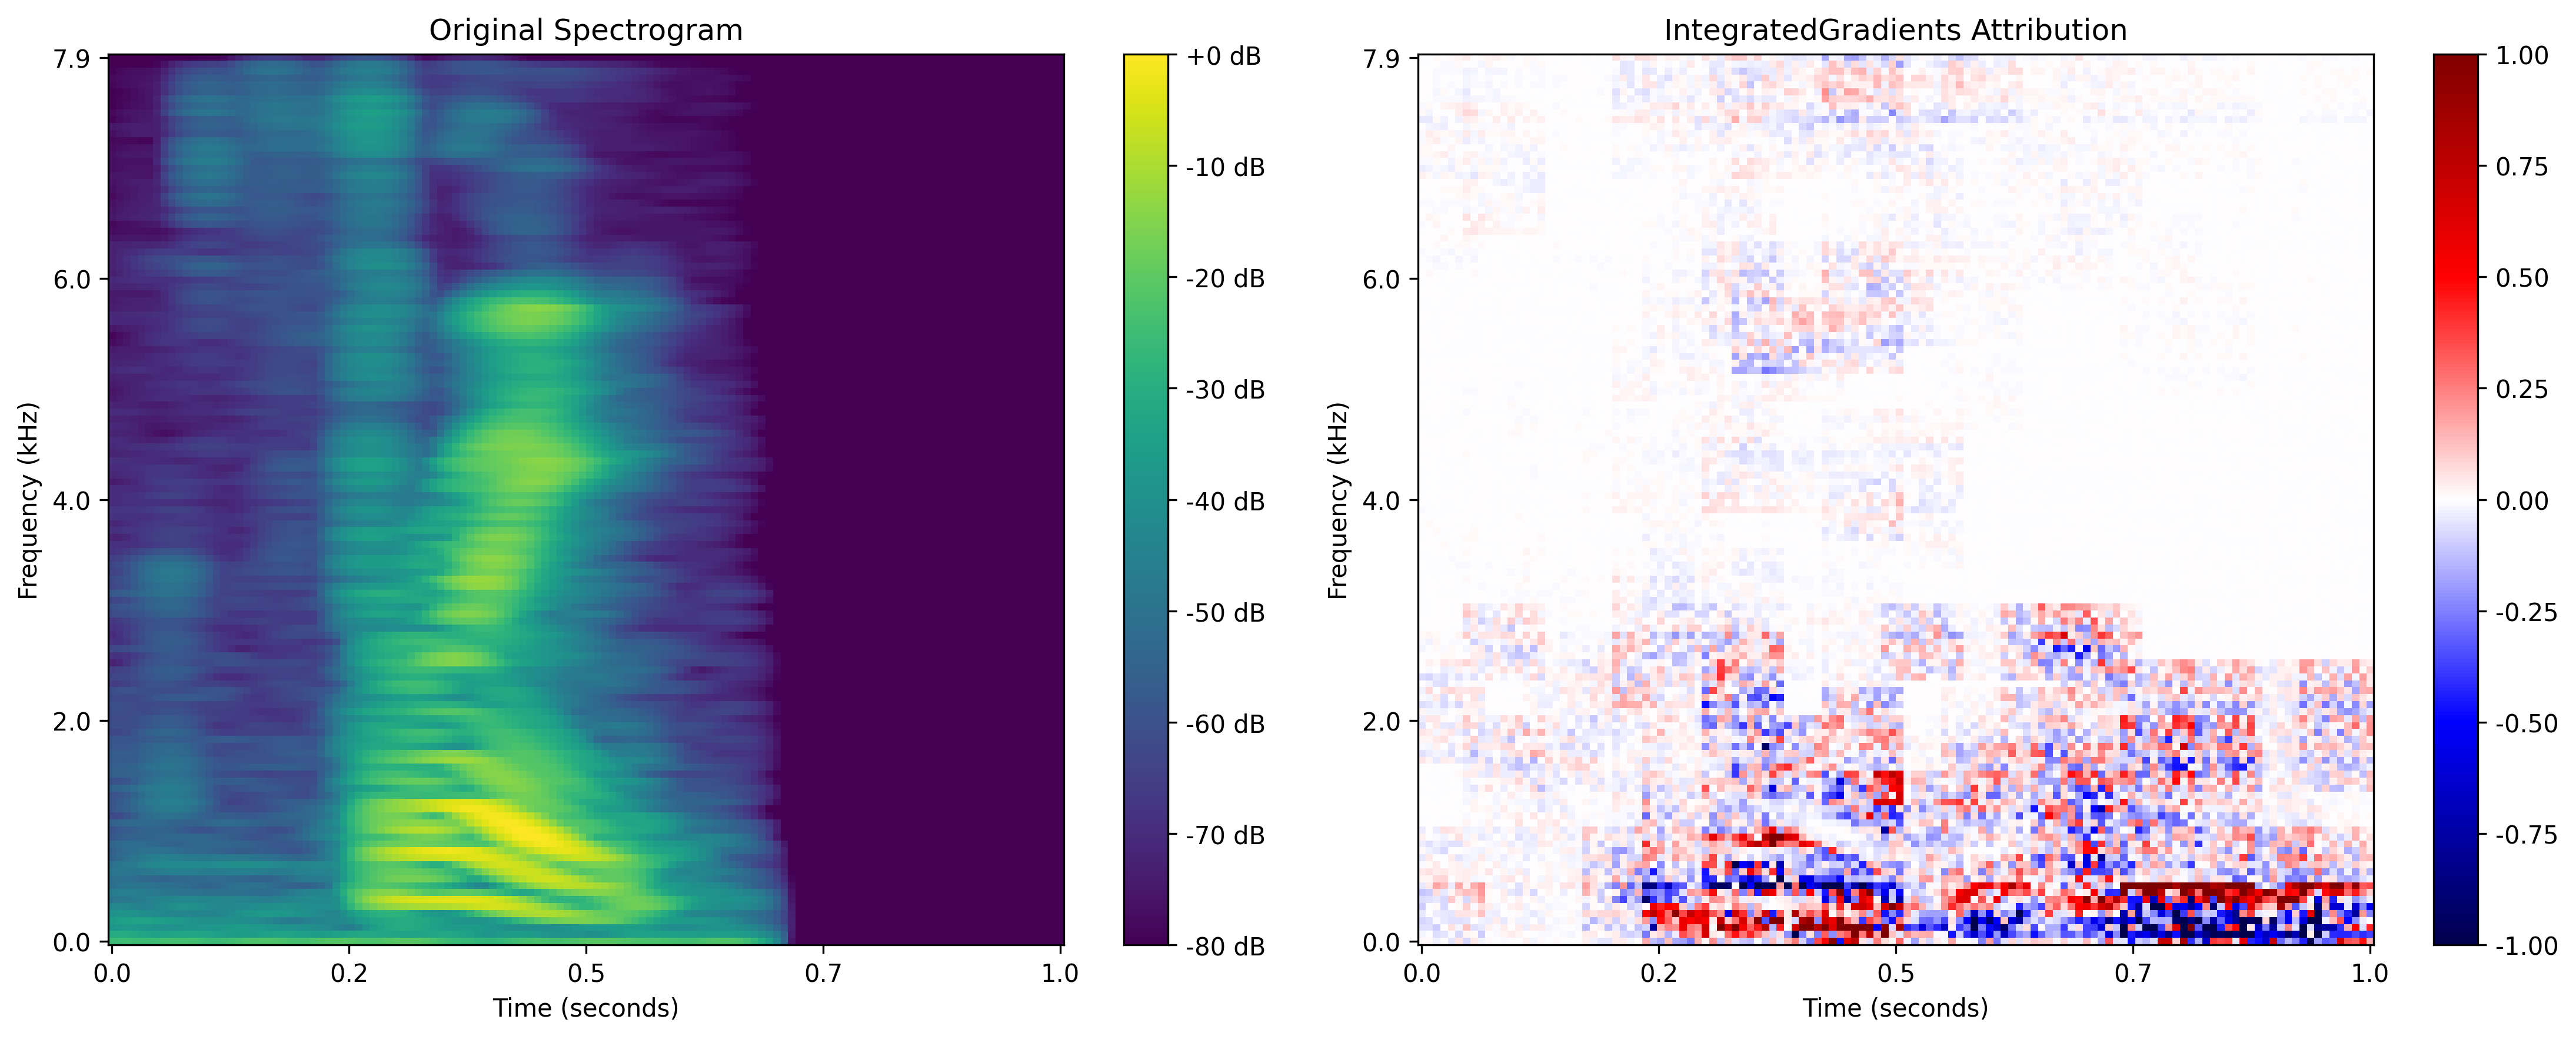 Original Spectrogram
7.9
6.0
4.0
2.0
0.0
Frequency (kHz)
0.0
0.2
0.5
0.7
1.0
Time (seconds)
+0 dB
-10 dB
-20 dB
-30 dB
-40 dB
-50 dB
-60 dB
-70 dB
-80 dB
IntegratedGradients Attribution
7.9
6.0
4.0
2.0
0.0
Frequency (kHz)
0.0
0.2
0.5
0.7
1.0
Time (seconds)
1.00
0.75
0.50
0.25
0.00
-0.25
-0.50
-0.75
-1.00